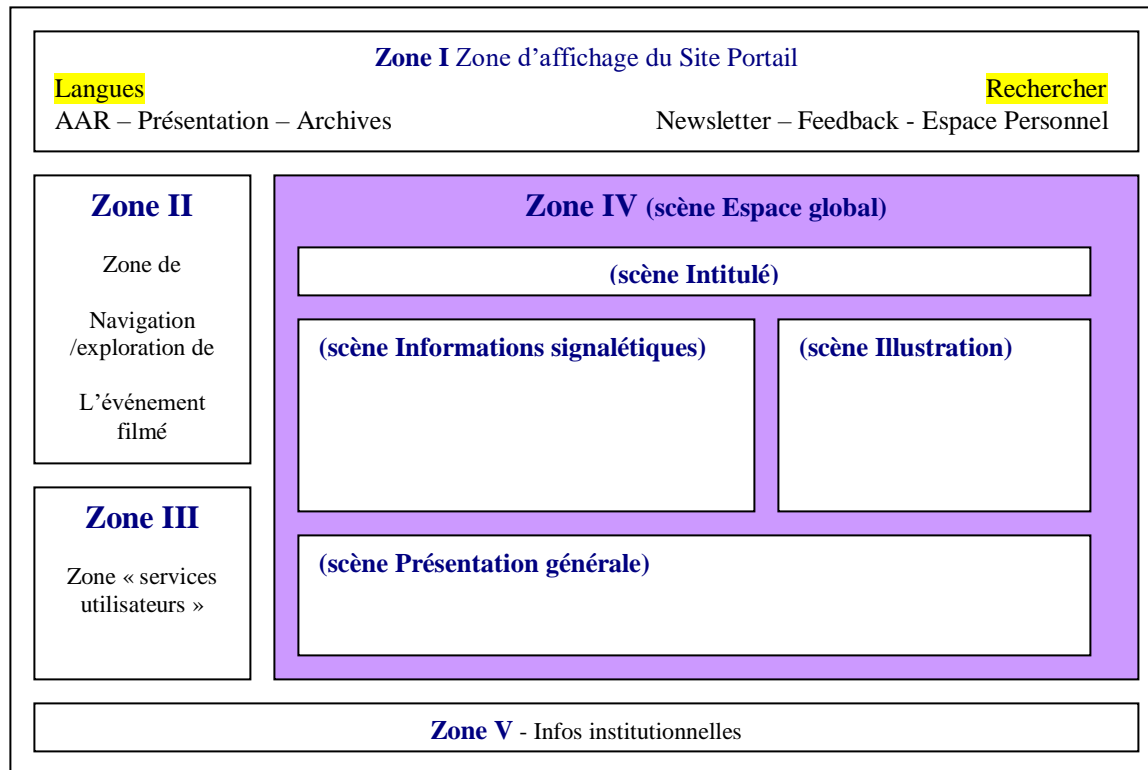 Zone I Zone d'affichage du Site Portail
Langues
Rechercher
AAR – Présentation – Archives
Newsletter – Feedback - Espace Personnel
Zone II
Zone de
Navigation
/exploration de
L'événement
filmé
Zone III
Zone « services
utilisateurs »
Zone IV (scène Espace global)
(scène Intitulé)
(scène Informations signalétiques)
(scène Illustration)
(scène Présentation générale)
Zone V - Infos institutionnelles